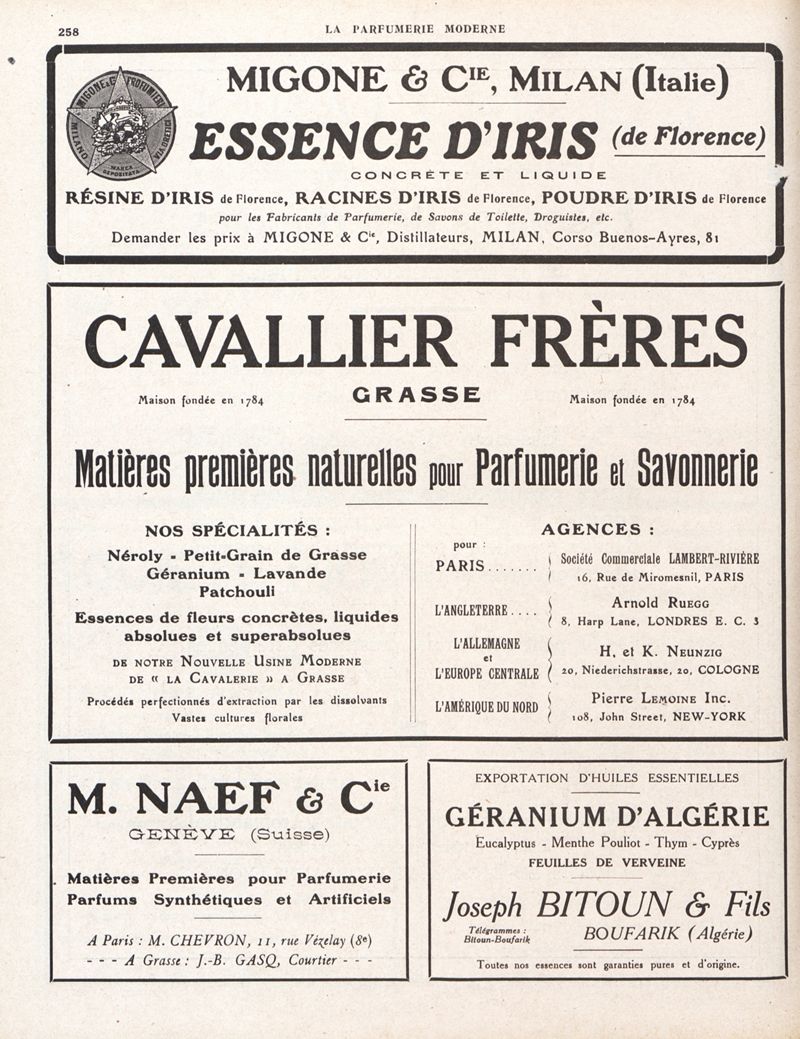 258
LA PARFUMERIE MODERNE
MIGONE & C PROFUMIERI
MILANO
MARCA
DEPOSITATA
MIGONE & CIE, MILAN (Italie)
ESSENCE D'IRIS (de Florence)
CONCRÈTE ET LIQUIDE
RÉSINE D'IRIS de Florence, RACINES D'IRIS de Florence, POUDRE D'IRIS de Florence
pour les Fabricants de Parfumerie, de Savons de Toilette, Droguistes, etc.
Demander les prix à MIGONE & Cie, Distillateurs, MILAN, Corso Buenos-Ayres, 81
CAVALLIER FRÈRES
GRASSE
Maison fondée en 1784
Maison fondée en 1784
Matières premières naturelles pour Parfumerie et Savonnerie
NOS SPÉCIALITÉS :
Néroly - Petit-Grain de Grasse
Géranium - Lavande
Patchouli
Essences de fleurs concrètes, liquides
absolues et superabsolues
DE NOTRE NOUVELLE USINE MODERNE
DE « LA CAVALERIE » A GRASSE
Procédés perfectionnés d'extraction par les dissolvants
Vastes cultures florales
AGENCES :
pour :
PARIS....... Société Commerciale LAMBERT-RIVIÈRE
16, Rue de Miromesnil, PARIS
L'ANGLETERRE .... Arnold RUEGG
8, Harp Lane, LONDRES E. C. 3
L'ALLEMAGNE
et
L'EUROPE CENTRALE
H. et K. NEUNZIG
20, Niederichstrasse, 20, COLOGNE
L'AMÉRIQUE DU NORD
Pierre LEMOINE Inc.
108, John Street, NEW-YORK
M. NAEF & Cie
GENÈVE (Suisse)
Matières Premières pour Parfumerie
Parfums Synthétiques et Artificiels
A Paris : M. CHEVRON, 11, rue Vézelay (8e)
- - - A Grasse : J.-B. GASQ, Courtier - - -
EXPORTATION D'HUILES ESSENTIELLES
GÉRANIUM D'ALGÉRIE
Eucalyptus - Menthe Pouliot - Thym - Cyprès
FEUILLES DE VERVEINE
Joseph BITOUN & Fils
Télégrammes :
Bitoun-Boufarik
BOUFARIK (Algérie)
Toutes nos essences sont garanties pures et d'origine.